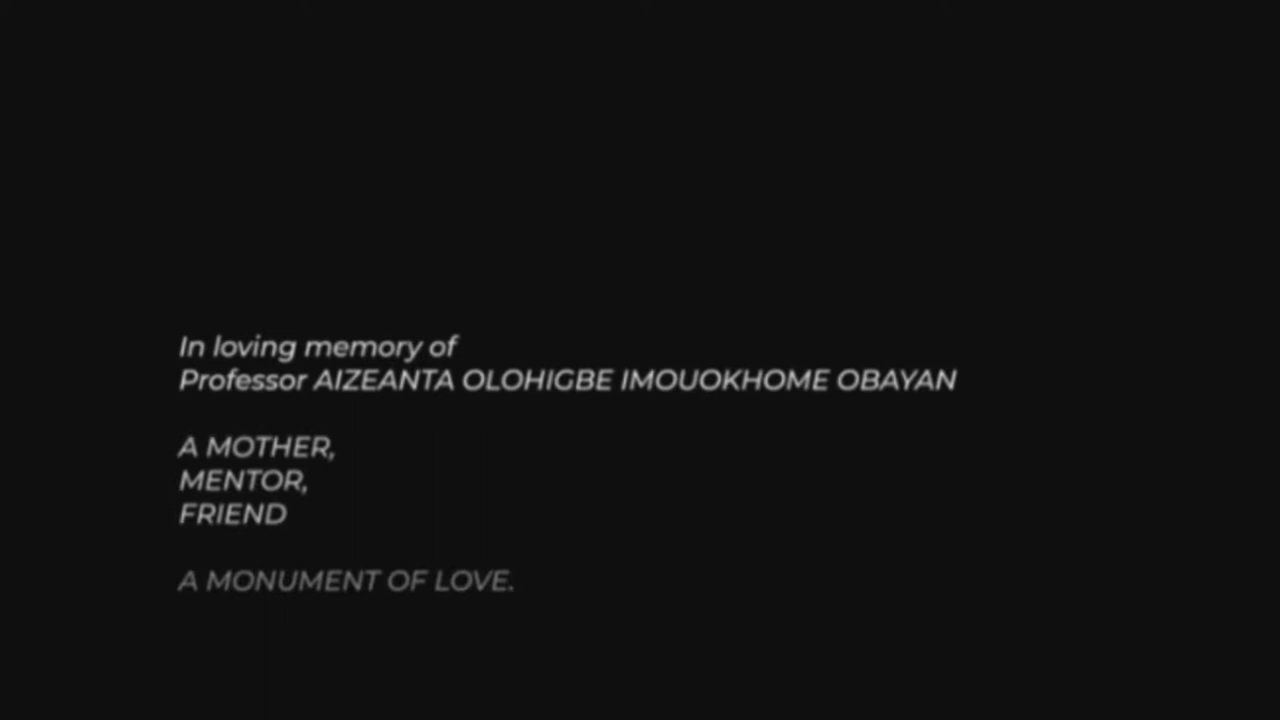 In loving memory of
Professor AIZEANTA OLOHIGBE IMOUOKHOME OBAYAN
A MOTHER,
MENTOR,
FRIEND
A MONUMENT OF LOVE.